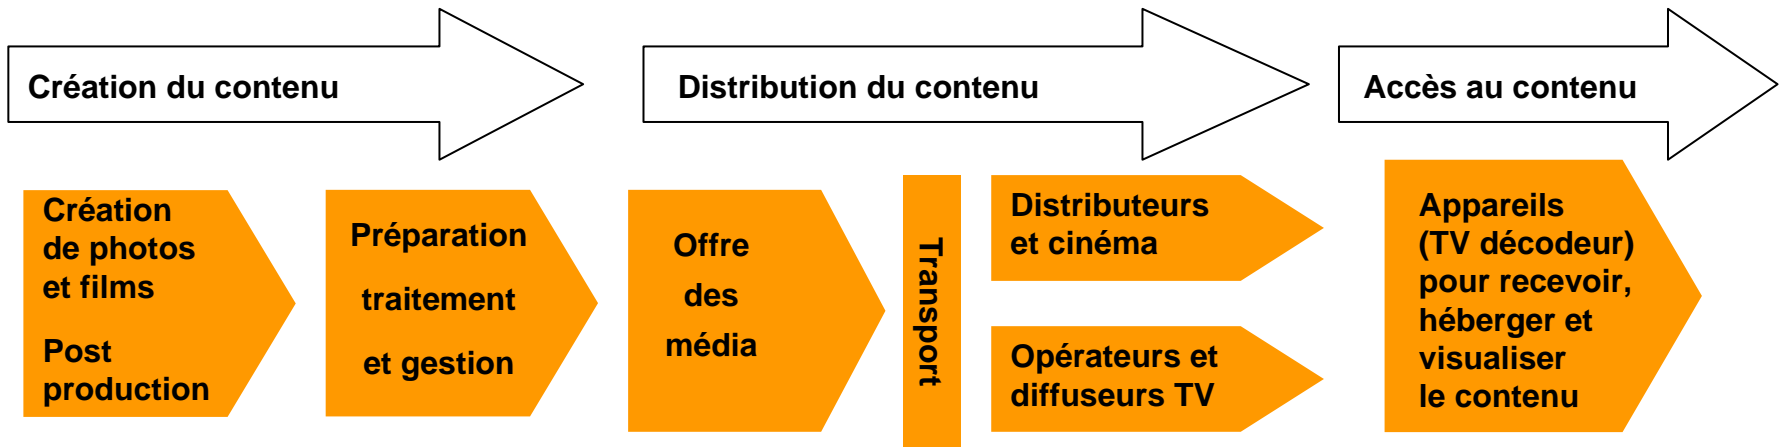 Création du contenu
Distribution du contenu
Accès au contenu
Création
de photos
et films
Post
production
Préparation
traitement
et gestion
Offre
des
média
Transport
Distributeurs
et cinéma
Opérateurs et
diffuseurs TV
Appareils
(TV décodeur)
pour recevoir,
héberger et
visualiser
le contenu